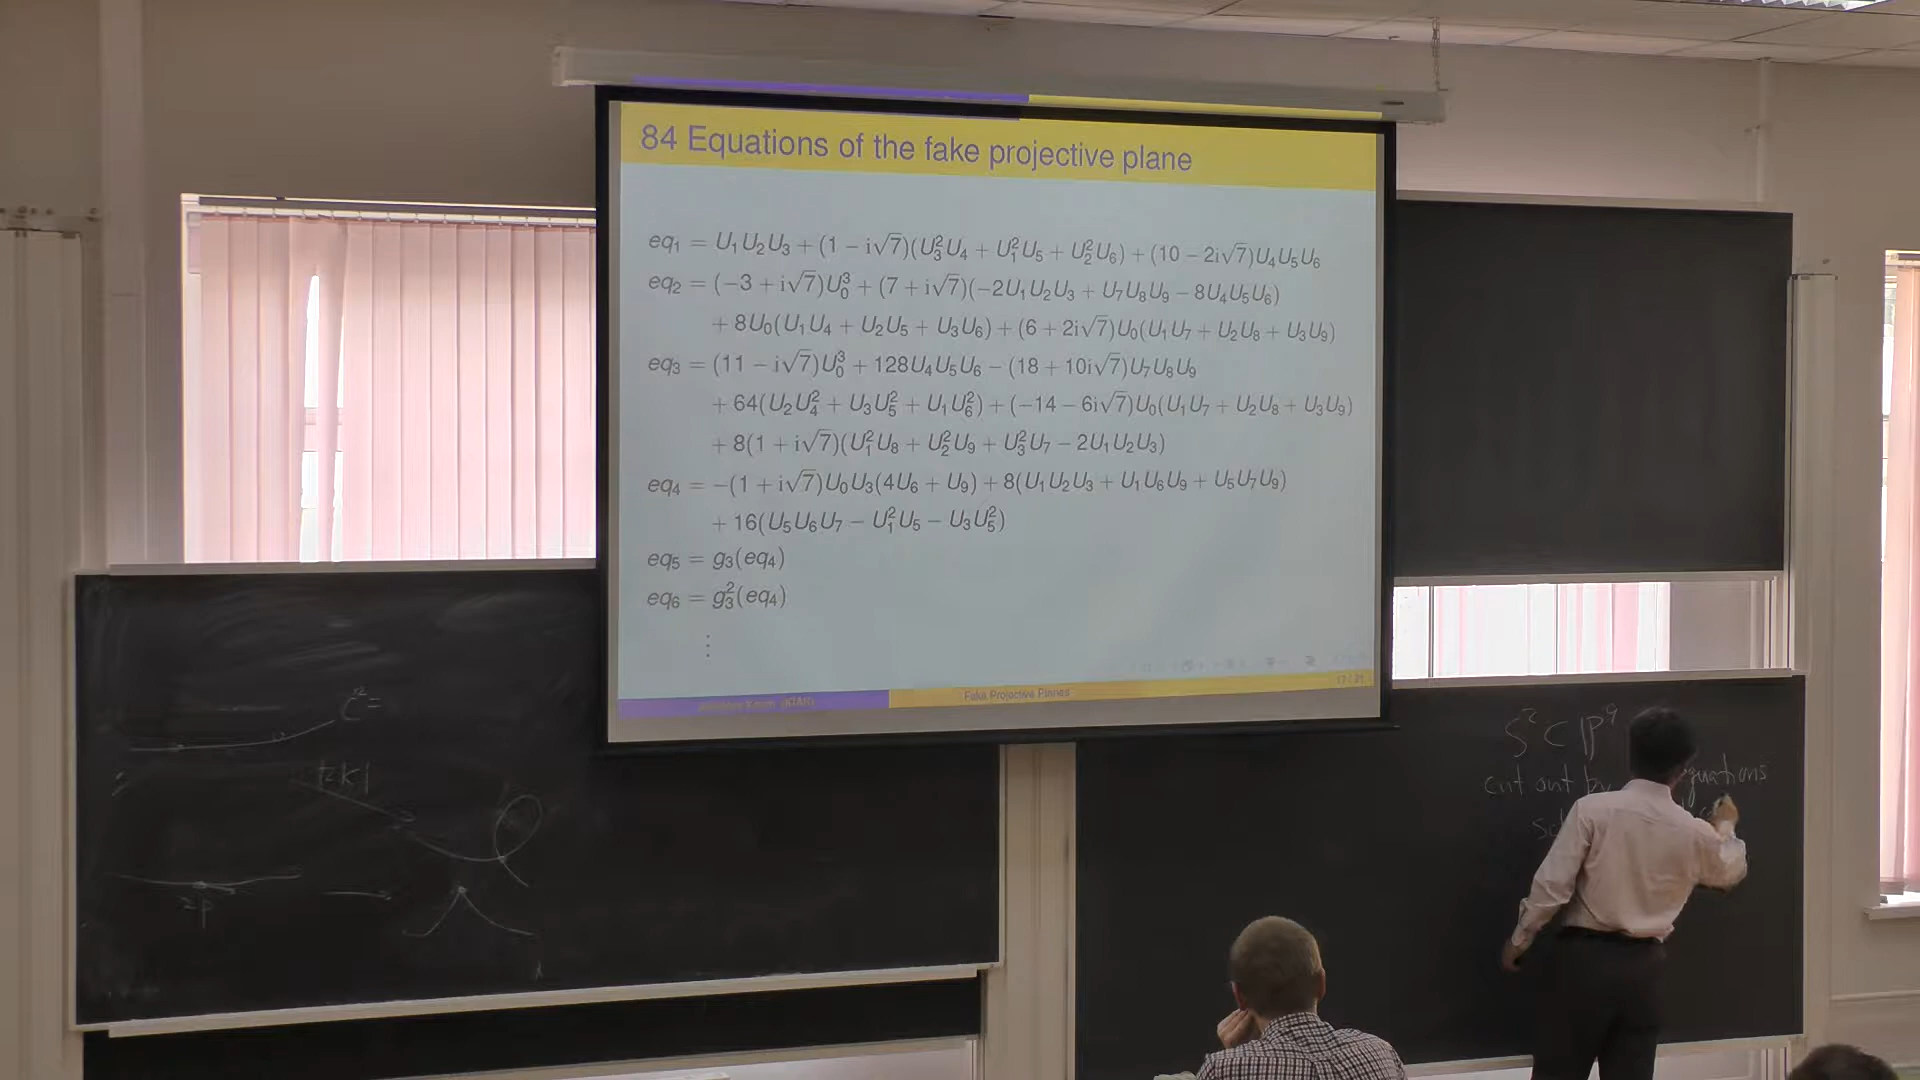 84 Equations of the fake projective plane
eq₁ = U₁U₂U₃ + (1 − i√7)(U₃²U₄ + U₁²U₅ + U₂²U₆) + (10 − 2i√7)U₄U₅U₆
eq₂ = (−3 + i√7)U₀³ + (7 + i√7)(−2U₁U₂U₃ + U₇U₈U₉ − 8U₄U₅U₆)
+ 8U₀(U₁U₄ + U₂U₅ + U₃U₆) + (6 + 2i√7)U₀(U₁U₇ + U₂U₈ + U₃U₉)
eq₃ = (11 − i√7)U₀³ + 128U₄U₅U₆ − (18 + 10i√7)U₇U₈U₉
+ 64(U₂U₄² + U₃U₅² + U₁U₆²) + (−14 − 6i√7)U₀(U₁U₇ + U₂U₈ + U₃U₉)
+ 8(1 + i√7)(U₁²U₈ + U₂²U₉ + U₃²U₇ − 2U₁U₂U₃)
eq₄ = −(1 + i√7)U₀U₃(4U₆ + U₉) + 8(U₁U₂U₃ + U₁U₆U₉ + U₅U₇U₉)
+ 16(U₅U₆U₇ − U₁²U₅ − U₃U₅²)
eq₅ = g₃(eq₄)
eq₆ = g₃²(eq₄)
⋮
Fake Projective Planes
C² =
2P
S² ⊂ ℙ⁹
cut out by